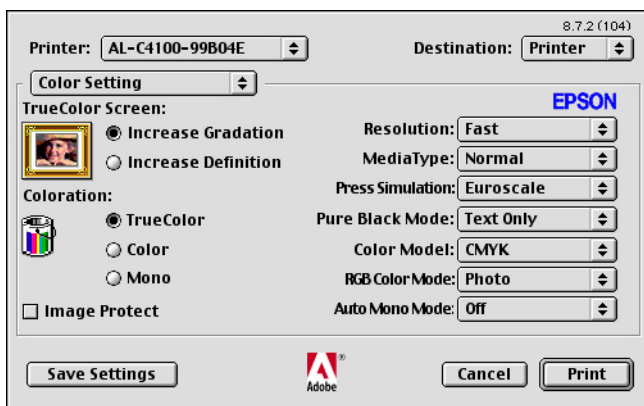 8.7.2 (104)
Printer: AL-C4100-99B04E Destination: Printer
Color Setting
EPSON
TrueColor Screen:
Increase Gradation
Increase Definition
Coloration:
TrueColor
Color
Mono
Image Protect
Resolution: Fast
MediaType: Normal
Press Simulation: Euroscale
Pure Black Mode: Text Only
Color Model: CMYK
RGB Color Mode: Photo
Auto Mono Mode: Off
Save Settings
Adobe
®
Cancel
Print